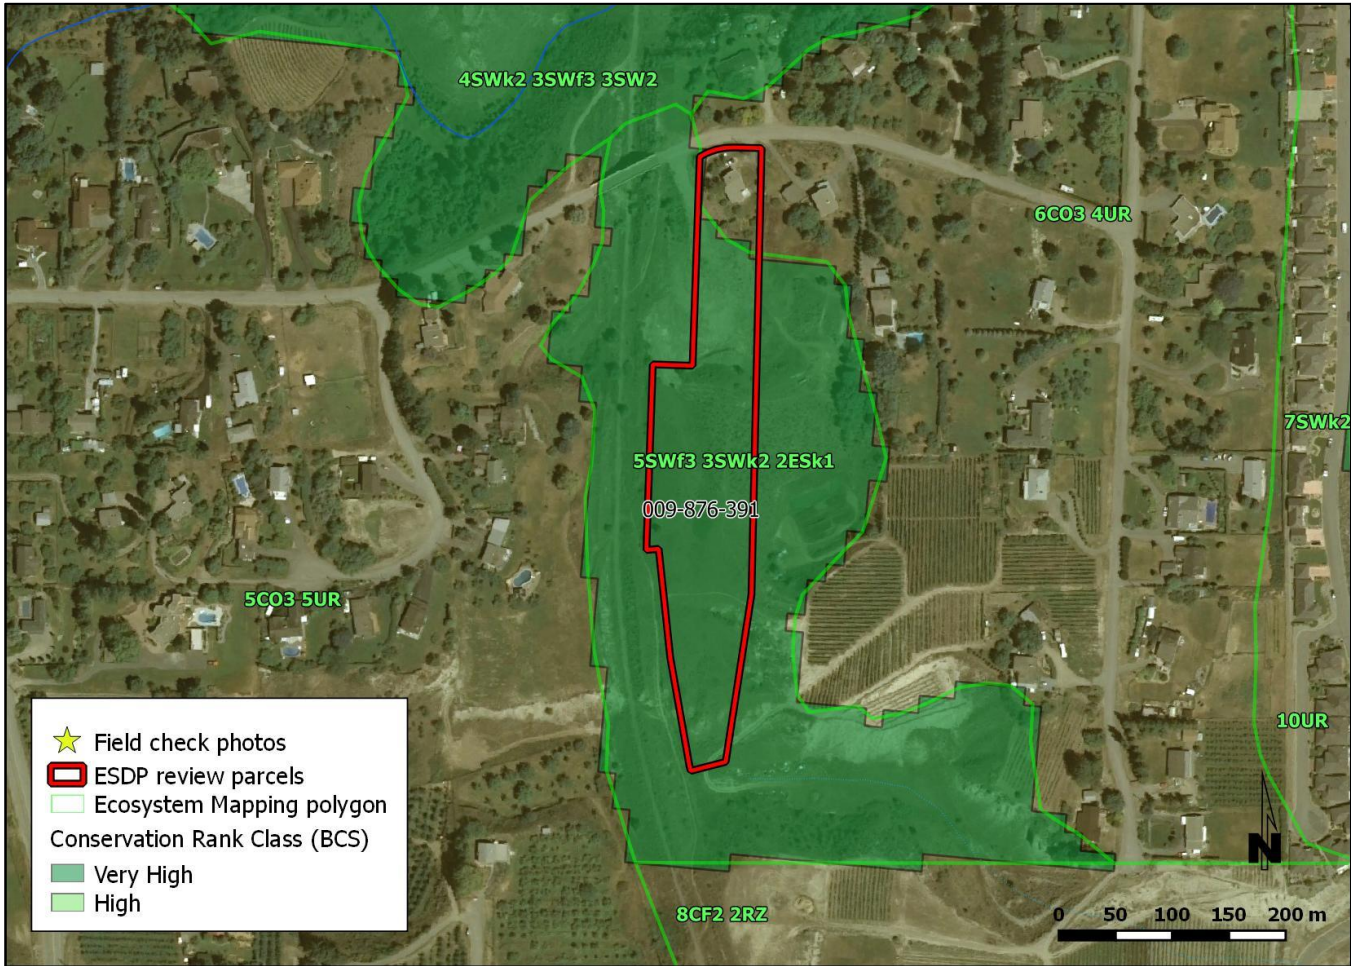 4SWk2 3SWf3 3SW2
6CO3 4UR
7SWk2
5SWf3 3SWk2 2ESk1
009-876-391
5CO3 5UR
10UR
8CF2 2RZ
Field check photos
ESDP review parcels
Ecosystem Mapping polygon
Conservation Rank Class (BCS)
Very High
High
N
0 50 100 150 200 m